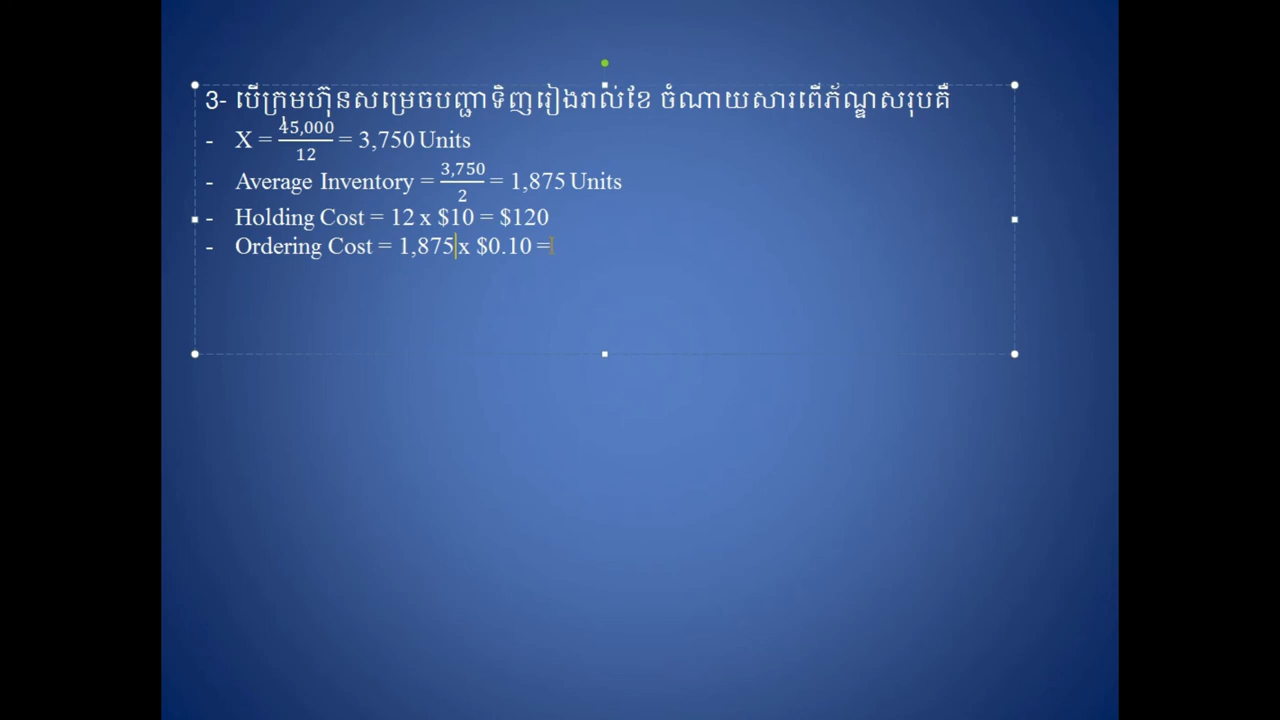 3- បើក្រុមហ៊ុនសម្រេចបញ្ជាទិញរៀងរាល់ខែ ចំណាយសារពើភ័ណ្ឌសរុបគឺ
- X = 45,000/12 = 3,750 Units
- Average Inventory = 3,750/2 = 1,875 Units
- Holding Cost = 12 x $10 = $120
- Ordering Cost = 1,875 x $0.10 =